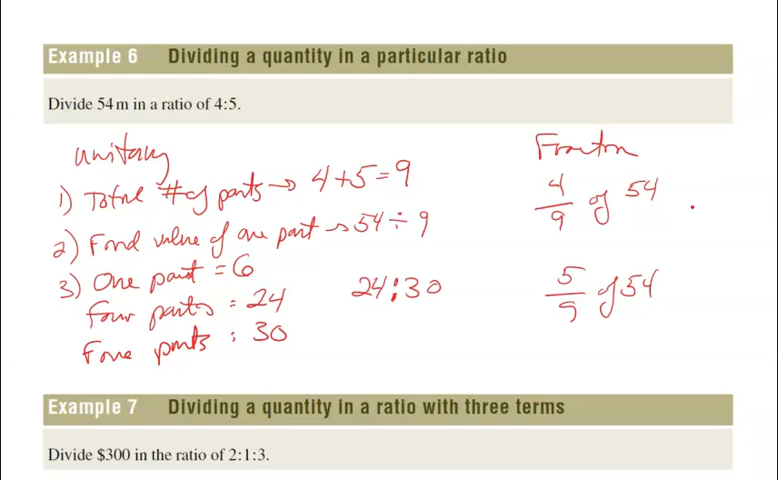 Example 6 Dividing a quantity in a particular ratio
Divide 54 m in a ratio of 4:5.
Unitary
1) Total # of parts → 4+5=9
2) Find value of one part → 54 ÷ 9
3) One part = 6
four parts = 24
Five parts : 30
24:30
Fraction
4/9 of 54
5/9 of 54
Example 7 Dividing a quantity in a ratio with three terms
Divide $300 in the ratio of 2:1:3.